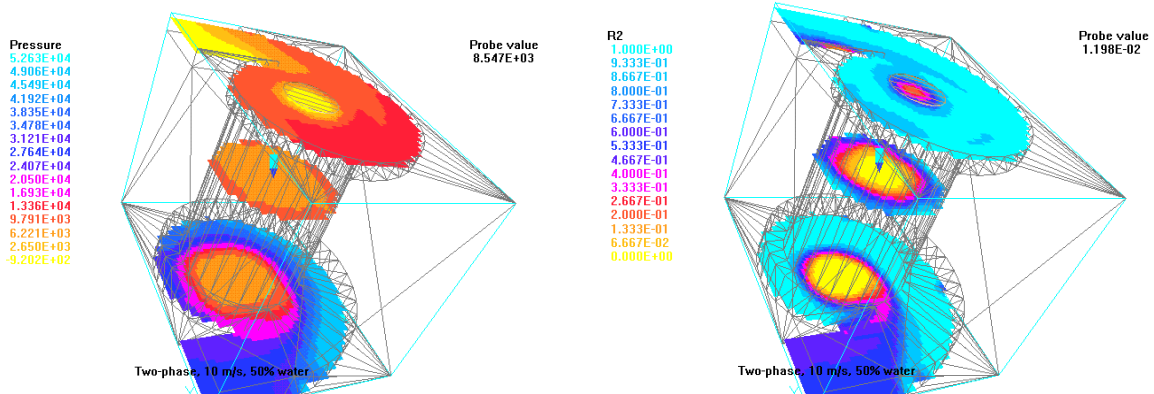 Pressure
5.263E+04
4.906E+04
4.549E+04
4.192E+04
3.835E+04
3.478E+04
3.121E+04
2.764E+04
2.407E+04
2.050E+04
1.693E+04
1.336E+04
9.791E+03
6.221E+03
2.650E+03
-9.202E+02
Probe value
8.547E+03
Two-phase, 10 m/s, 50% water
R2
1.000E+00
9.333E-01
8.667E-01
8.000E-01
7.333E-01
6.667E-01
6.000E-01
5.333E-01
4.667E-01
4.000E-01
3.333E-01
2.667E-01
2.000E-01
1.333E-01
6.667E-02
0.000E+00
Probe value
1.198E-02
Two-phase, 10 m/s, 50% water